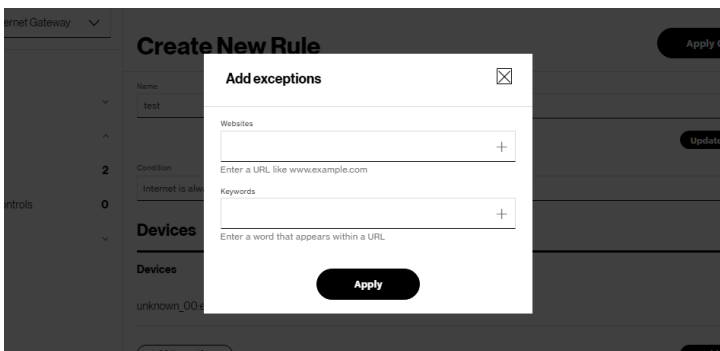 ernet Gateway
Create New Rule
Apply
Add exceptions
Name
test
Websites
Update
Enter a URL like www.example.com
2
Condition
Internet is alw
Keywords
ontrols
0
Enter a word that appears within a URL
Devices
Devices
Apply
unknown_00:e